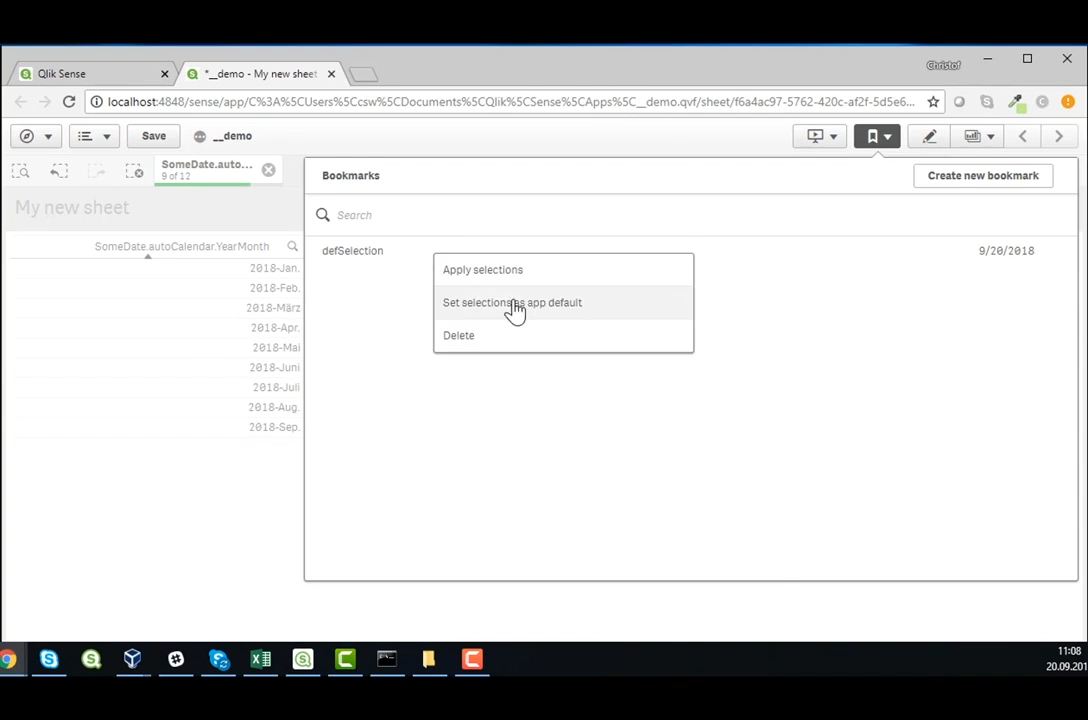 Qlik Sense
*__demo - My new sheet
Christof
localhost:4848/sense/app/C%3A%5CUsers%5Ccsw%5CDocuments%5CQlik%5CSense%5CApps%5C__demo.qvf/sheet/f6a4ac97-5762-420c-af2f-5d5e6...
Save
__demo
SomeDate.auto...
9 of 12
Bookmarks
Create new bookmark
My new sheet
Search
SomeDate.autoCalendar.YearMonth
defSelection
9/20/2018
2018-Jan.
2018-Feb.
2018-März
2018-Apr.
2018-Mai
2018-Juni
2018-Juli
2018-Aug.
2018-Sep.
Apply selections
Set selections as app default
Delete
11:08
20.09.201